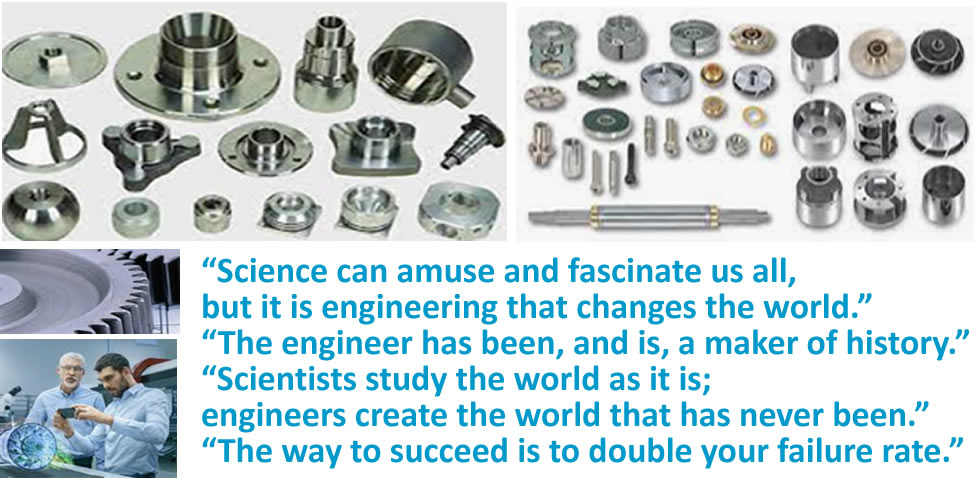 “Science can amuse and fascinate us all,
but it is engineering that changes the world.”
“The engineer has been, and is, a maker of history.”
“Scientists study the world as it is;
engineers create the world that has never been.”
“The way to succeed is to double your failure rate.”